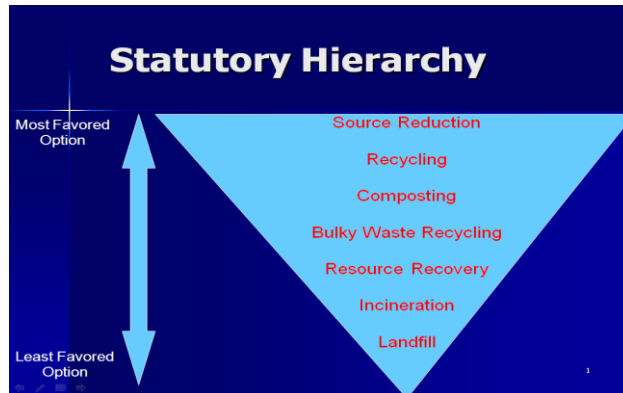 Statutory Hierarchy
Most Favored
Option
Source Reduction
Recycling
Composting
Bulky Waste Recycling
Resource Recovery
Incineration
Landfill
Least Favored
Option
1